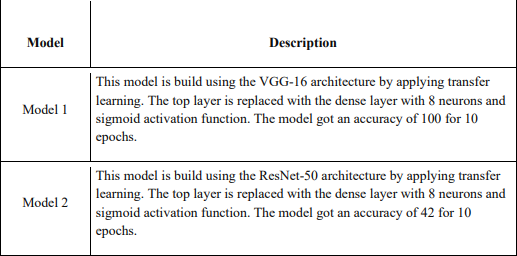 Model
Description
Model 1
This model is build using the VGG-16 architecture by applying transfer
learning. The top layer is replaced with the dense layer with 8 neurons and
sigmoid activation function. The model got an accuracy of 100 for 10
epochs.
Model 2
This model is build using the ResNet-50 architecture by applying transfer
learning. The top layer is replaced with the dense layer with 8 neurons and
sigmoid activation function. The model got an accuracy of 42 for 10
epochs.